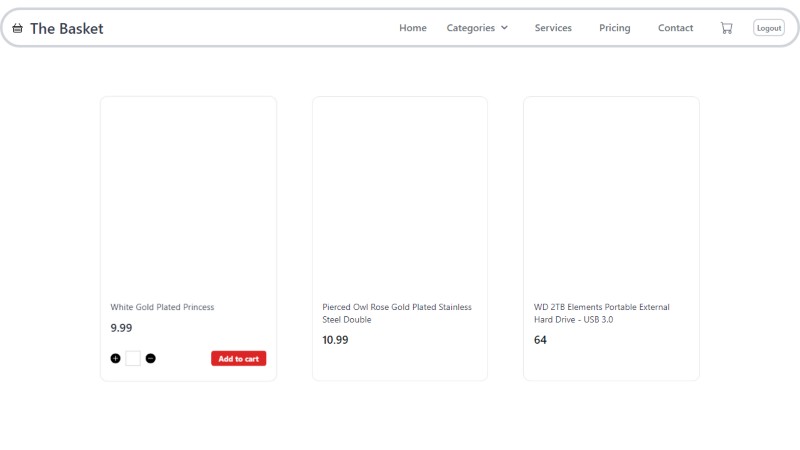 The Basket Home Categories Services Pricing Contact Logout
White Gold Plated Princess
9.99
Add to cart
Pierced Owl Rose Gold Plated Stainless
Steel Double
10.99
WD 2TB Elements Portable External
Hard Drive - USB 3.0
64